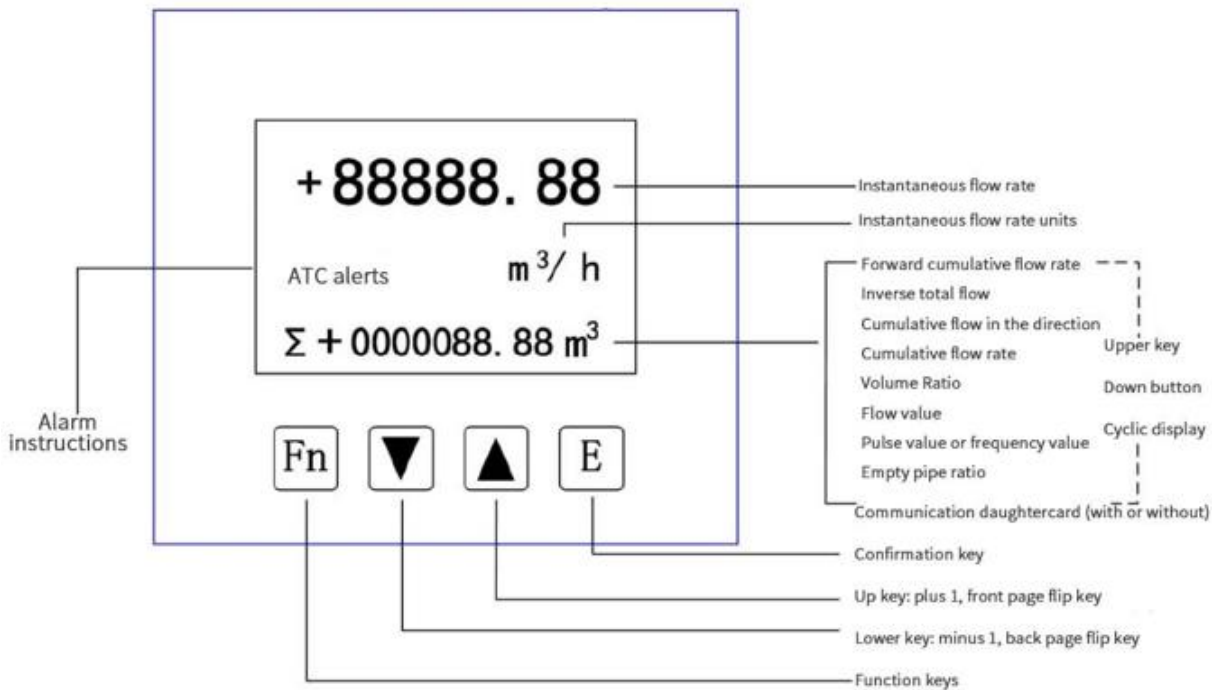 +88888.88
Instantaneous flow rate
Instantaneous flow rate units
ATC alerts
m³/h
Σ+0000088.88 m³
Forward cumulative flow rate
Inverse total flow
Cumulative flow in the direction
Cumulative flow rate
Volume Ratio
Flow value
Pulse value or frequency value
Empty pipe ratio
Communication daughtercard (with or without)
Upper key
Down button
Cyclic display
Alarm
instructions
Fn
▼
▲
E
Confirmation key
Up key: plus 1, front page flip key
Lower key: minus 1, back page flip key
Function keys